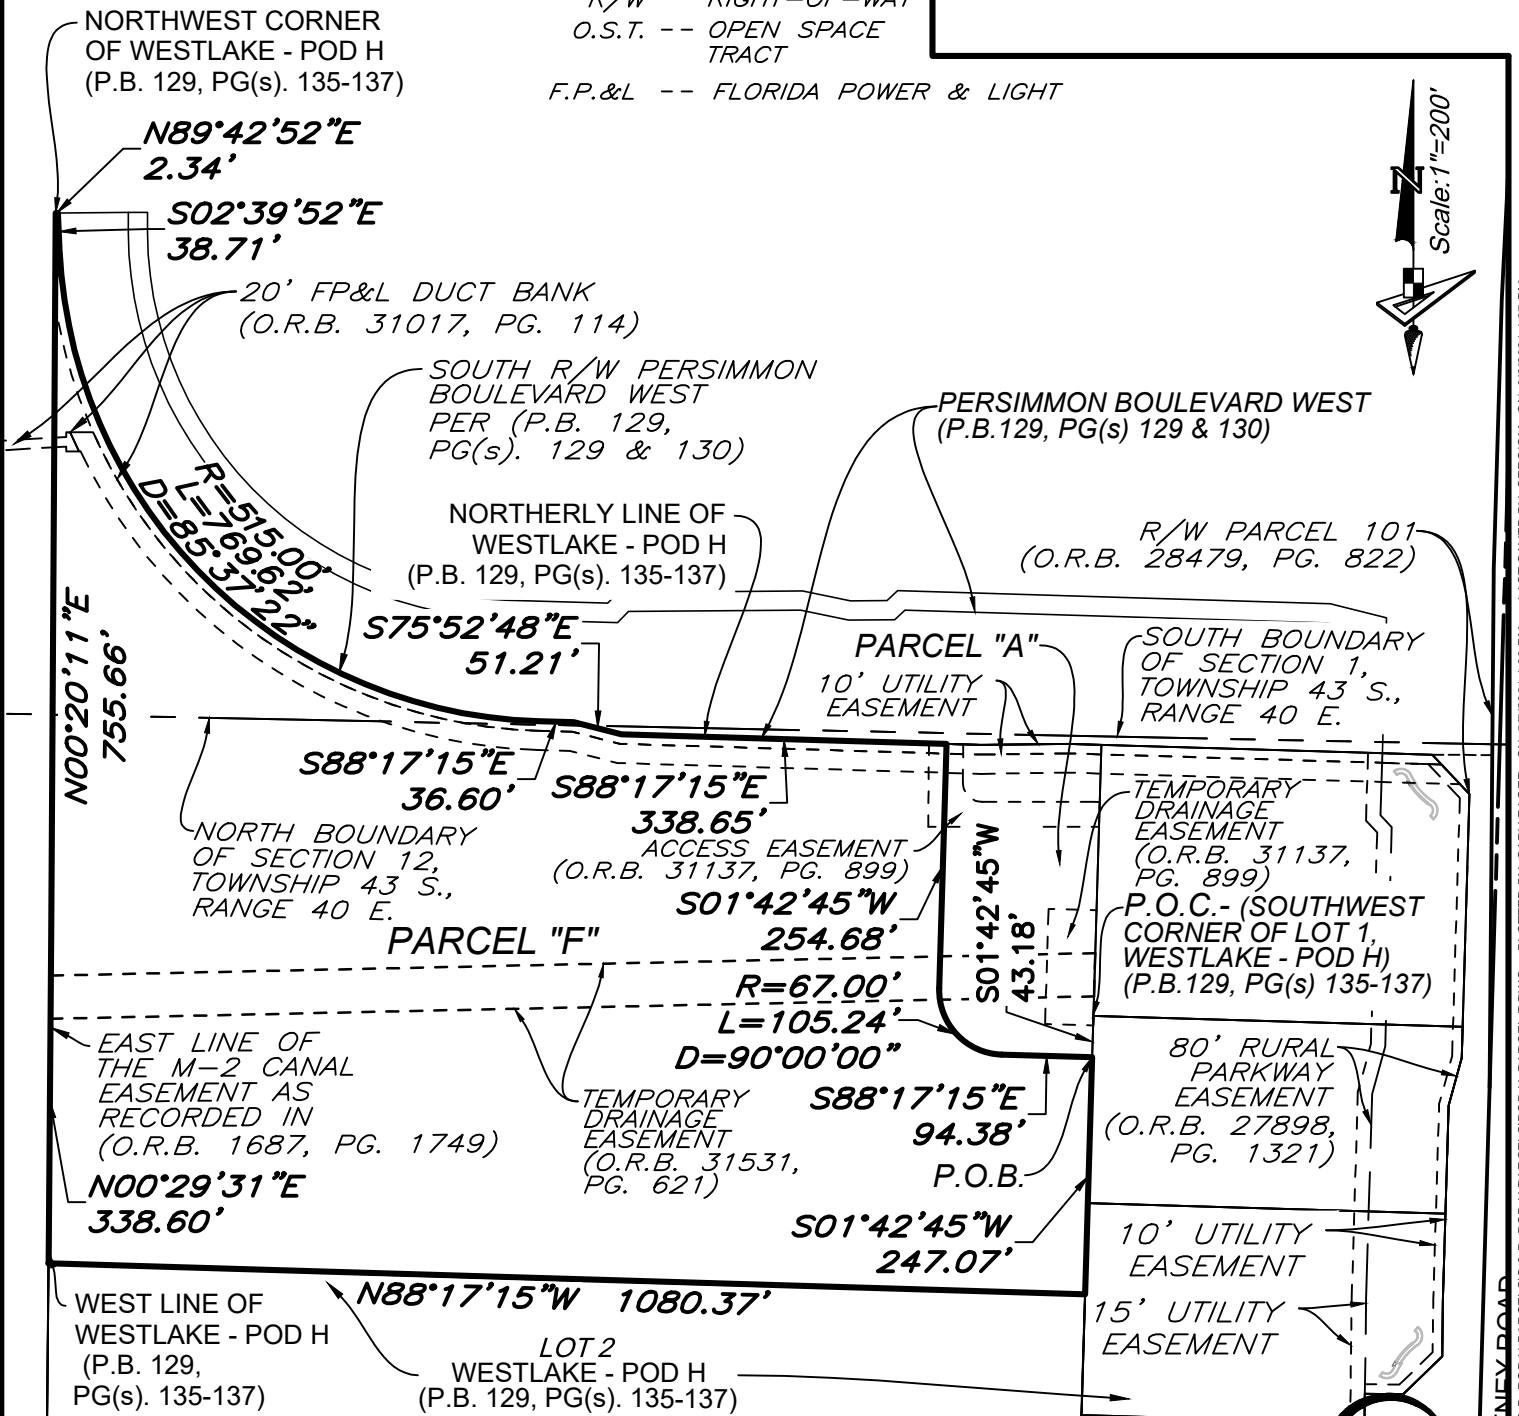 NORTHWEST CORNER
OF WESTLAKE - POD H
(P.B. 129, PG(s). 135-137)
R/W -- RIGHT-OF-WAY
O.S.T. -- OPEN SPACE
TRACT
F.P.&L -- FLORIDA POWER & LIGHT
N
Scale:1"=200'
N89°42'52"E
2.34'
S02°39'52"E
38.71'
20' FP&L DUCT BANK
(O.R.B. 31017, PG. 114)
SOUTH R/W PERSIMMON
BOULEVARD WEST
PER (P.B. 129,
PG(s). 129 & 130)
PERSIMMON BOULEVARD WEST
(P.B.129, PG(s) 129 & 130)
R=515.00'
L=769.62'
D=85°37'22"
NORTHERLY LINE OF
WESTLAKE - POD H
(P.B. 129, PG(s). 135-137)
R/W PARCEL 101
(O.R.B. 28479, PG. 822)
N00°20'11"E
755.66'
S75°52'48"E
51.21'
PARCEL "A"
10' UTILITY
EASEMENT
SOUTH BOUNDARY
OF SECTION 1,
TOWNSHIP 43 S.,
RANGE 40 E.
S88°17'15"E
36.60'
S88°17'15"E
338.65'
NORTH BOUNDARY
OF SECTION 12,
TOWNSHIP 43 S.,
RANGE 40 E.
ACCESS EASEMENT
(O.R.B. 31137, PG. 899)
TEMPORARY
DRAINAGE
EASEMENT
(O.R.B. 31137,
PG. 899)
S01°42'45"W
254.68'
S01°42'45"W
43.18'
P.O.C.- (SOUTHWEST
CORNER OF LOT 1,
WESTLAKE - POD H)
(P.B.129, PG(s) 135-137)
PARCEL "F"
R=67.00'
L=105.24'
D=90°00'00"
EAST LINE OF
THE M-2 CANAL
EASEMENT AS
RECORDED IN
(O.R.B. 1687, PG. 1749)
TEMPORARY
DRAINAGE
EASEMENT
(O.R.B. 31531,
PG. 621)
S88°17'15"E
94.38'
P.O.B.
80' RURAL
PARKWAY
EASEMENT
(O.R.B. 27898,
PG. 1321)
N00°29'31"E
338.60'
S01°42'45"W
247.07'
10' UTILITY
EASEMENT
15' UTILITY
EASEMENT
N88°17'15"W 1080.37'
WEST LINE OF
WESTLAKE - POD H
(P.B. 129,
PG(s). 135-137)
LOT 2
WESTLAKE - POD H
(P.B. 129, PG(s). 135-137)
ROAD